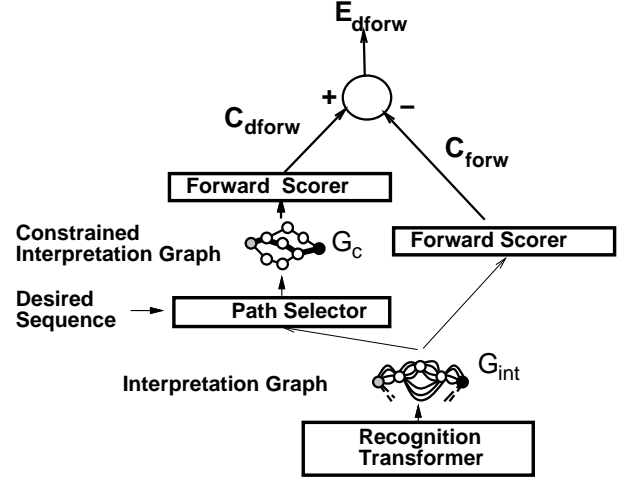 E_dforw
+
−
C_dforw
C_forw
Forward Scorer
Constrained
Interpretation Graph
G_c
Forward Scorer
Desired
Sequence
Path Selector
Interpretation Graph
G_int
Recognition
Transformer